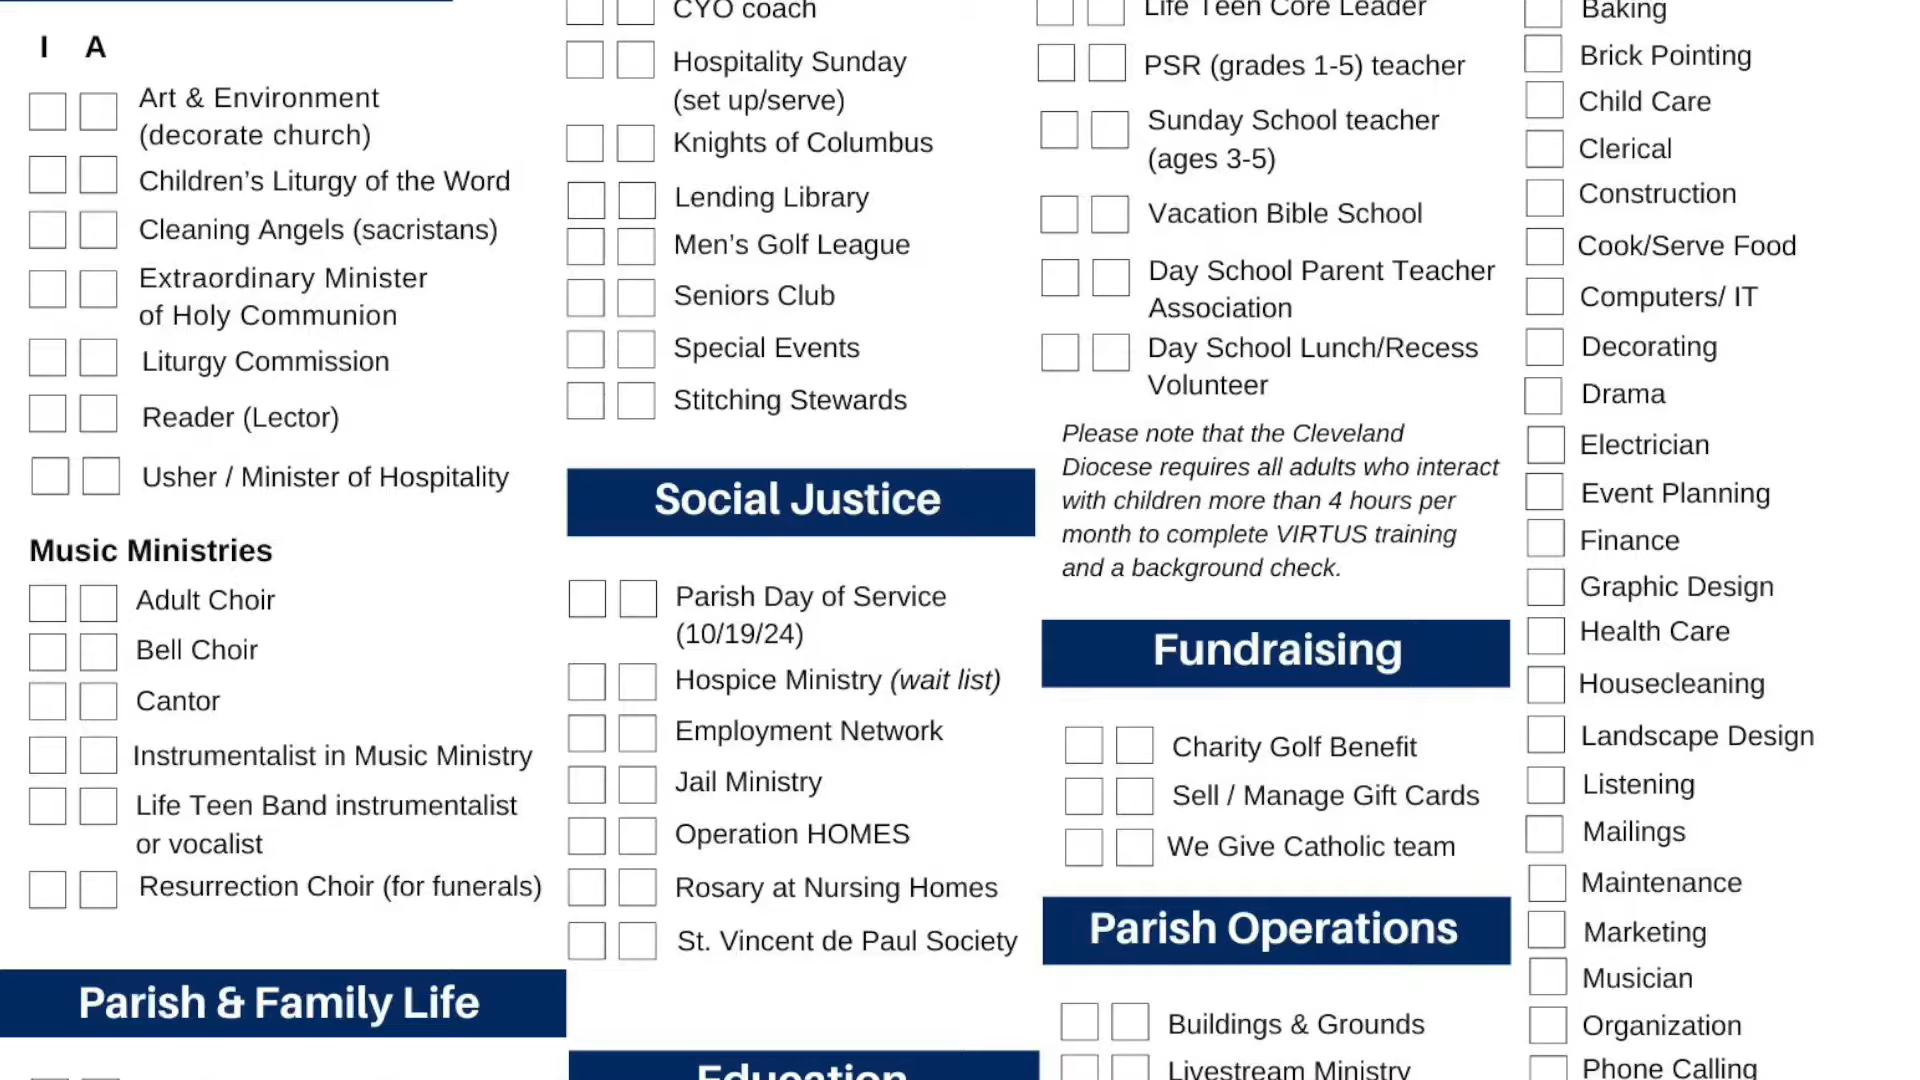 I A
Art & Environment
(decorate church)
Children’s Liturgy of the Word
Cleaning Angels (sacristans)
Extraordinary Minister
of Holy Communion
Liturgy Commission
Reader (Lector)
Usher / Minister of Hospitality
Music Ministries
Adult Choir
Bell Choir
Cantor
Instrumentalist in Music Ministry
Life Teen Band instrumentalist
or vocalist
Resurrection Choir (for funerals)
Parish & Family Life
CYO coach
Hospitality Sunday
(set up/serve)
Knights of Columbus
Lending Library
Men’s Golf League
Seniors Club
Special Events
Stitching Stewards
Social Justice
Parish Day of Service
(10/19/24)
Hospice Ministry (wait list)
Employment Network
Jail Ministry
Operation HOMES
Rosary at Nursing Homes
St. Vincent de Paul Society
Education
Life Teen Core Leader
PSR (grades 1-5) teacher
Sunday School teacher
(ages 3-5)
Vacation Bible School
Day School Parent Teacher
Association
Day School Lunch/Recess
Volunteer
Please note that the Cleveland
Diocese requires all adults who interact
with children more than 4 hours per
month to complete VIRTUS training
and a background check.
Fundraising
Charity Golf Benefit
Sell / Manage Gift Cards
We Give Catholic team
Parish Operations
Buildings & Grounds
Livestream Ministry
Baking
Brick Pointing
Child Care
Clerical
Construction
Cook/Serve Food
Computers/ IT
Decorating
Drama
Electrician
Event Planning
Finance
Graphic Design
Health Care
Housecleaning
Landscape Design
Listening
Mailings
Maintenance
Marketing
Musician
Organization
Phone Calling